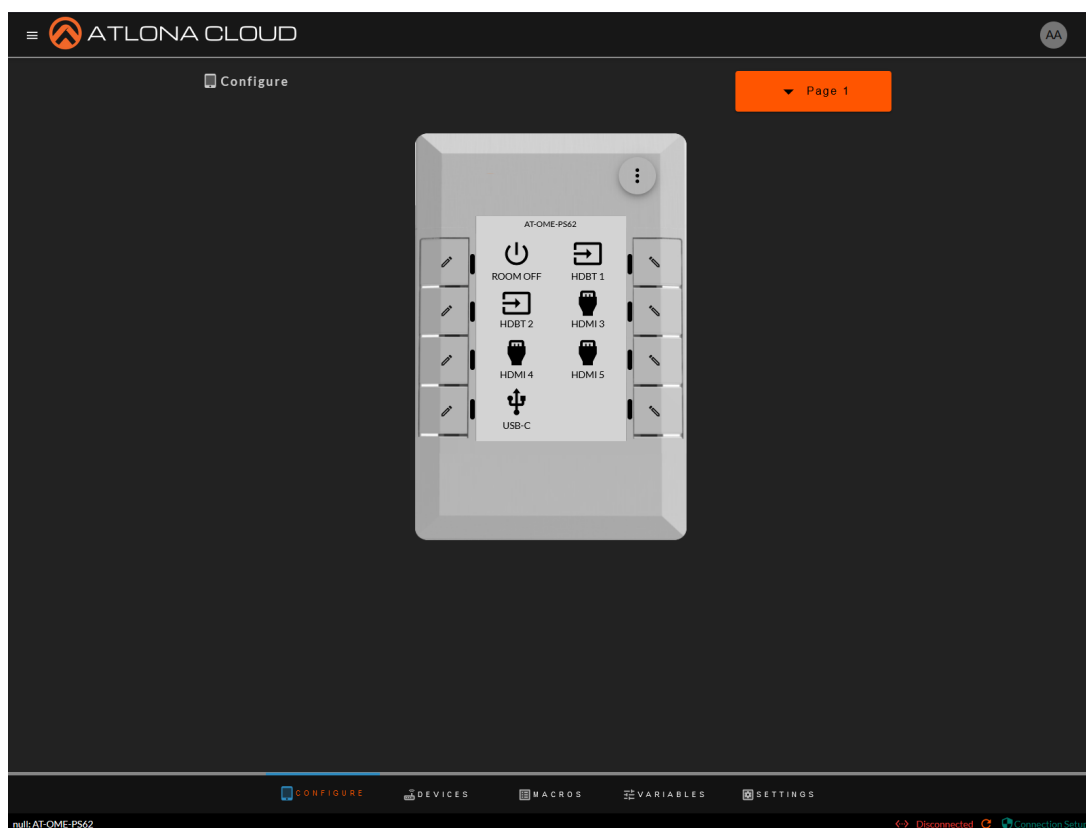 ATLONA CLOUD
AA
Configure
Page 1
AT-OME-PS62
ROOM OFF HDBT 1
HDBT 2 HDMI 3
HDMI 4 HDMI 5
USB-C
CONFIGURE DEVICES MACROS VARIABLES SETTINGS
null: AT-OME-PS62 Disconnected Connection Setup